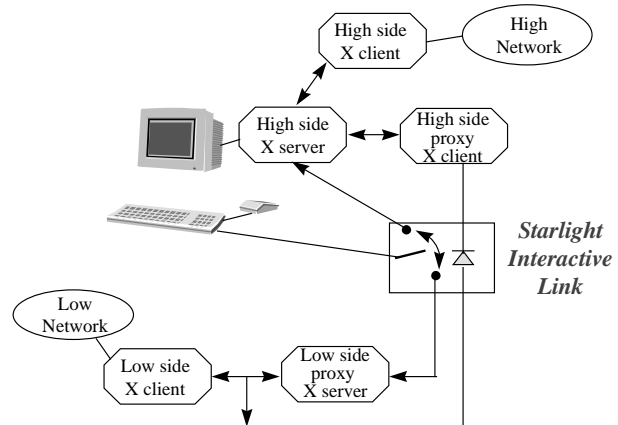 High side
X client
High
Network
High side
X server
High side
proxy
X client
Starlight
Interactive
Link
Low
Network
Low side
X client
Low side
proxy
X server